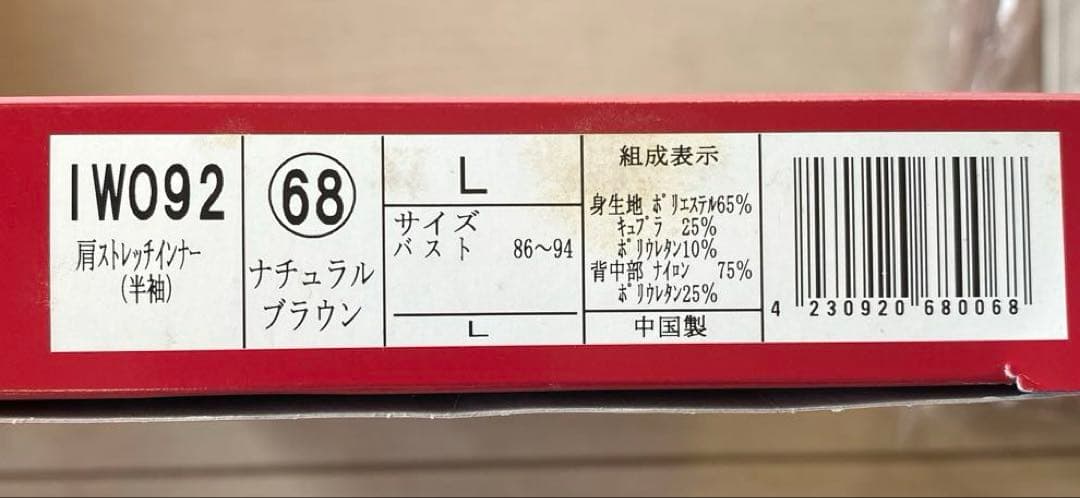 IW092
肩ストレッチインナー
(半袖)
68
ナチュラル
ブラウン
L
サイズ
バスト 86～94
L
組成表示
身生地 ポリエステル65%
キュプラ 25%
ポリウレタン10%
背中部 ナイロン 75%
ポリウレタン25%
中国製
4 230920 680068